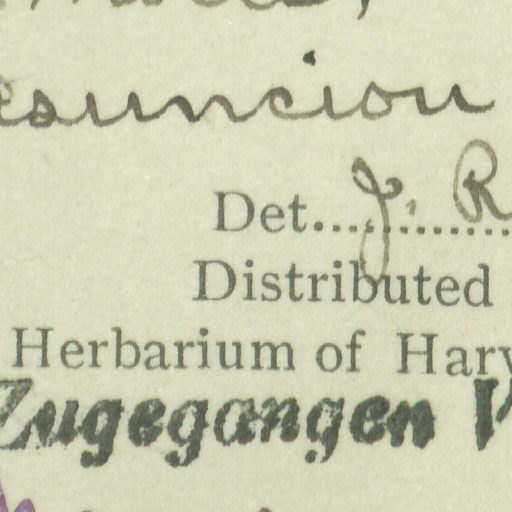 esuncion
Det. J. R
Distributed
Herbarium of Harv
Zugegangen